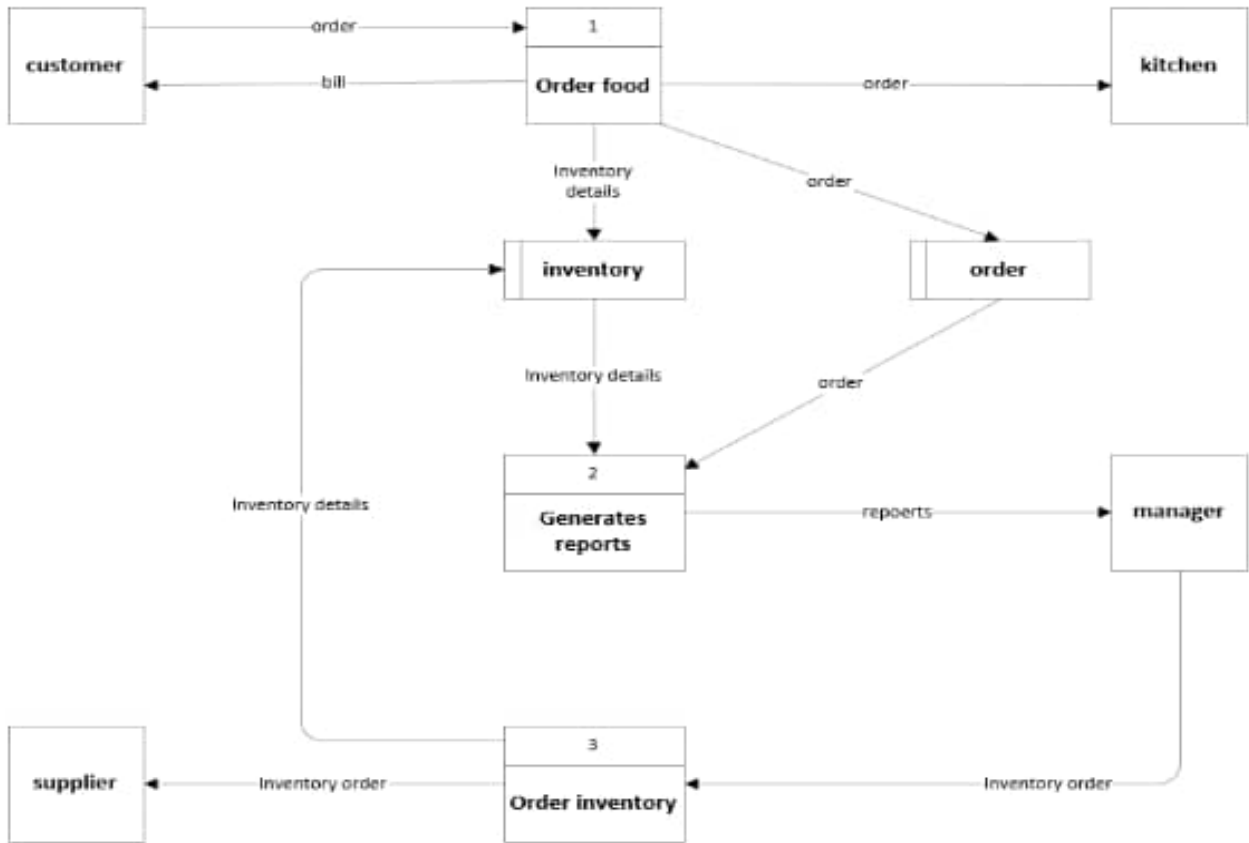 order
1
customer
bill
Order food
order
kitchen
Inventory
details
order
inventory
order
Inventory details
order
Inventory details
2
Generates
reports
repoerts
manager
3
supplier
Inventory order
Order inventory
Inventory order